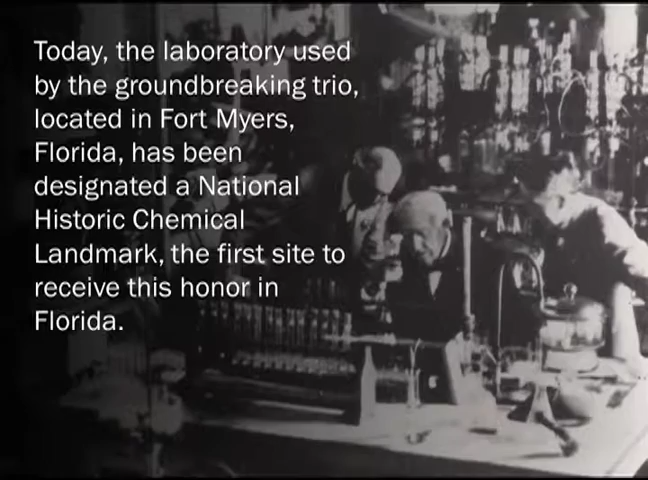 Today, the laboratory used
by the groundbreaking trio,
located in Fort Myers,
Florida, has been
designated a National
Historic Chemical
Landmark, the first site to
receive this honor in
Florida.